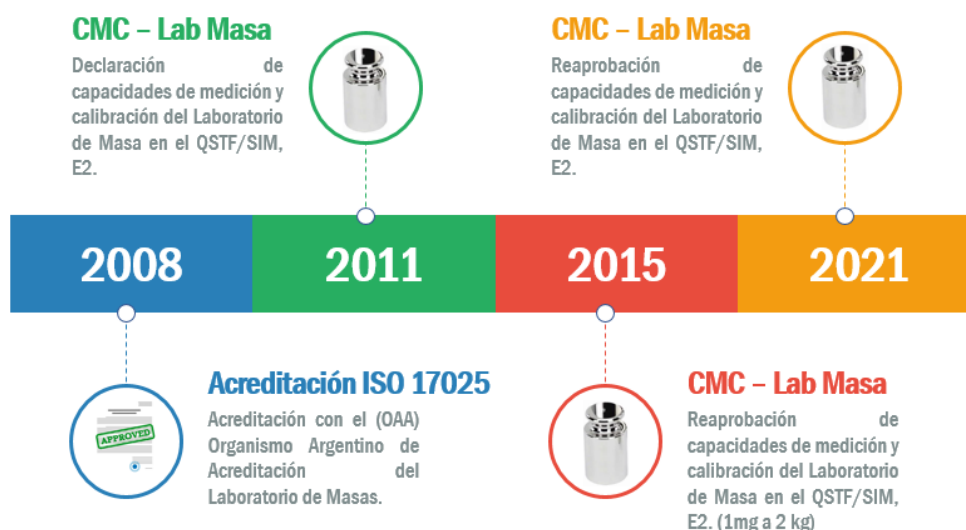 CMC – Lab Masa
Declaración de
capacidades de medición y
calibración del Laboratorio
de Masa en el QSTF/SIM,
E2.
CMC – Lab Masa
Reaprobación de
capacidades de medición y
calibración del Laboratorio
de Masa en el QSTF/SIM,
E2.
2008
2011
2015
2021
APPROVED
Acreditación ISO 17025
Acreditación con el (OAA)
Organismo Argentino de
Acreditación del
Laboratorio de Masas.
CMC – Lab Masa
Reaprobación de
capacidades de medición y
calibración del Laboratorio
de Masa en el QSTF/SIM,
E2. (1mg a 2 kg)